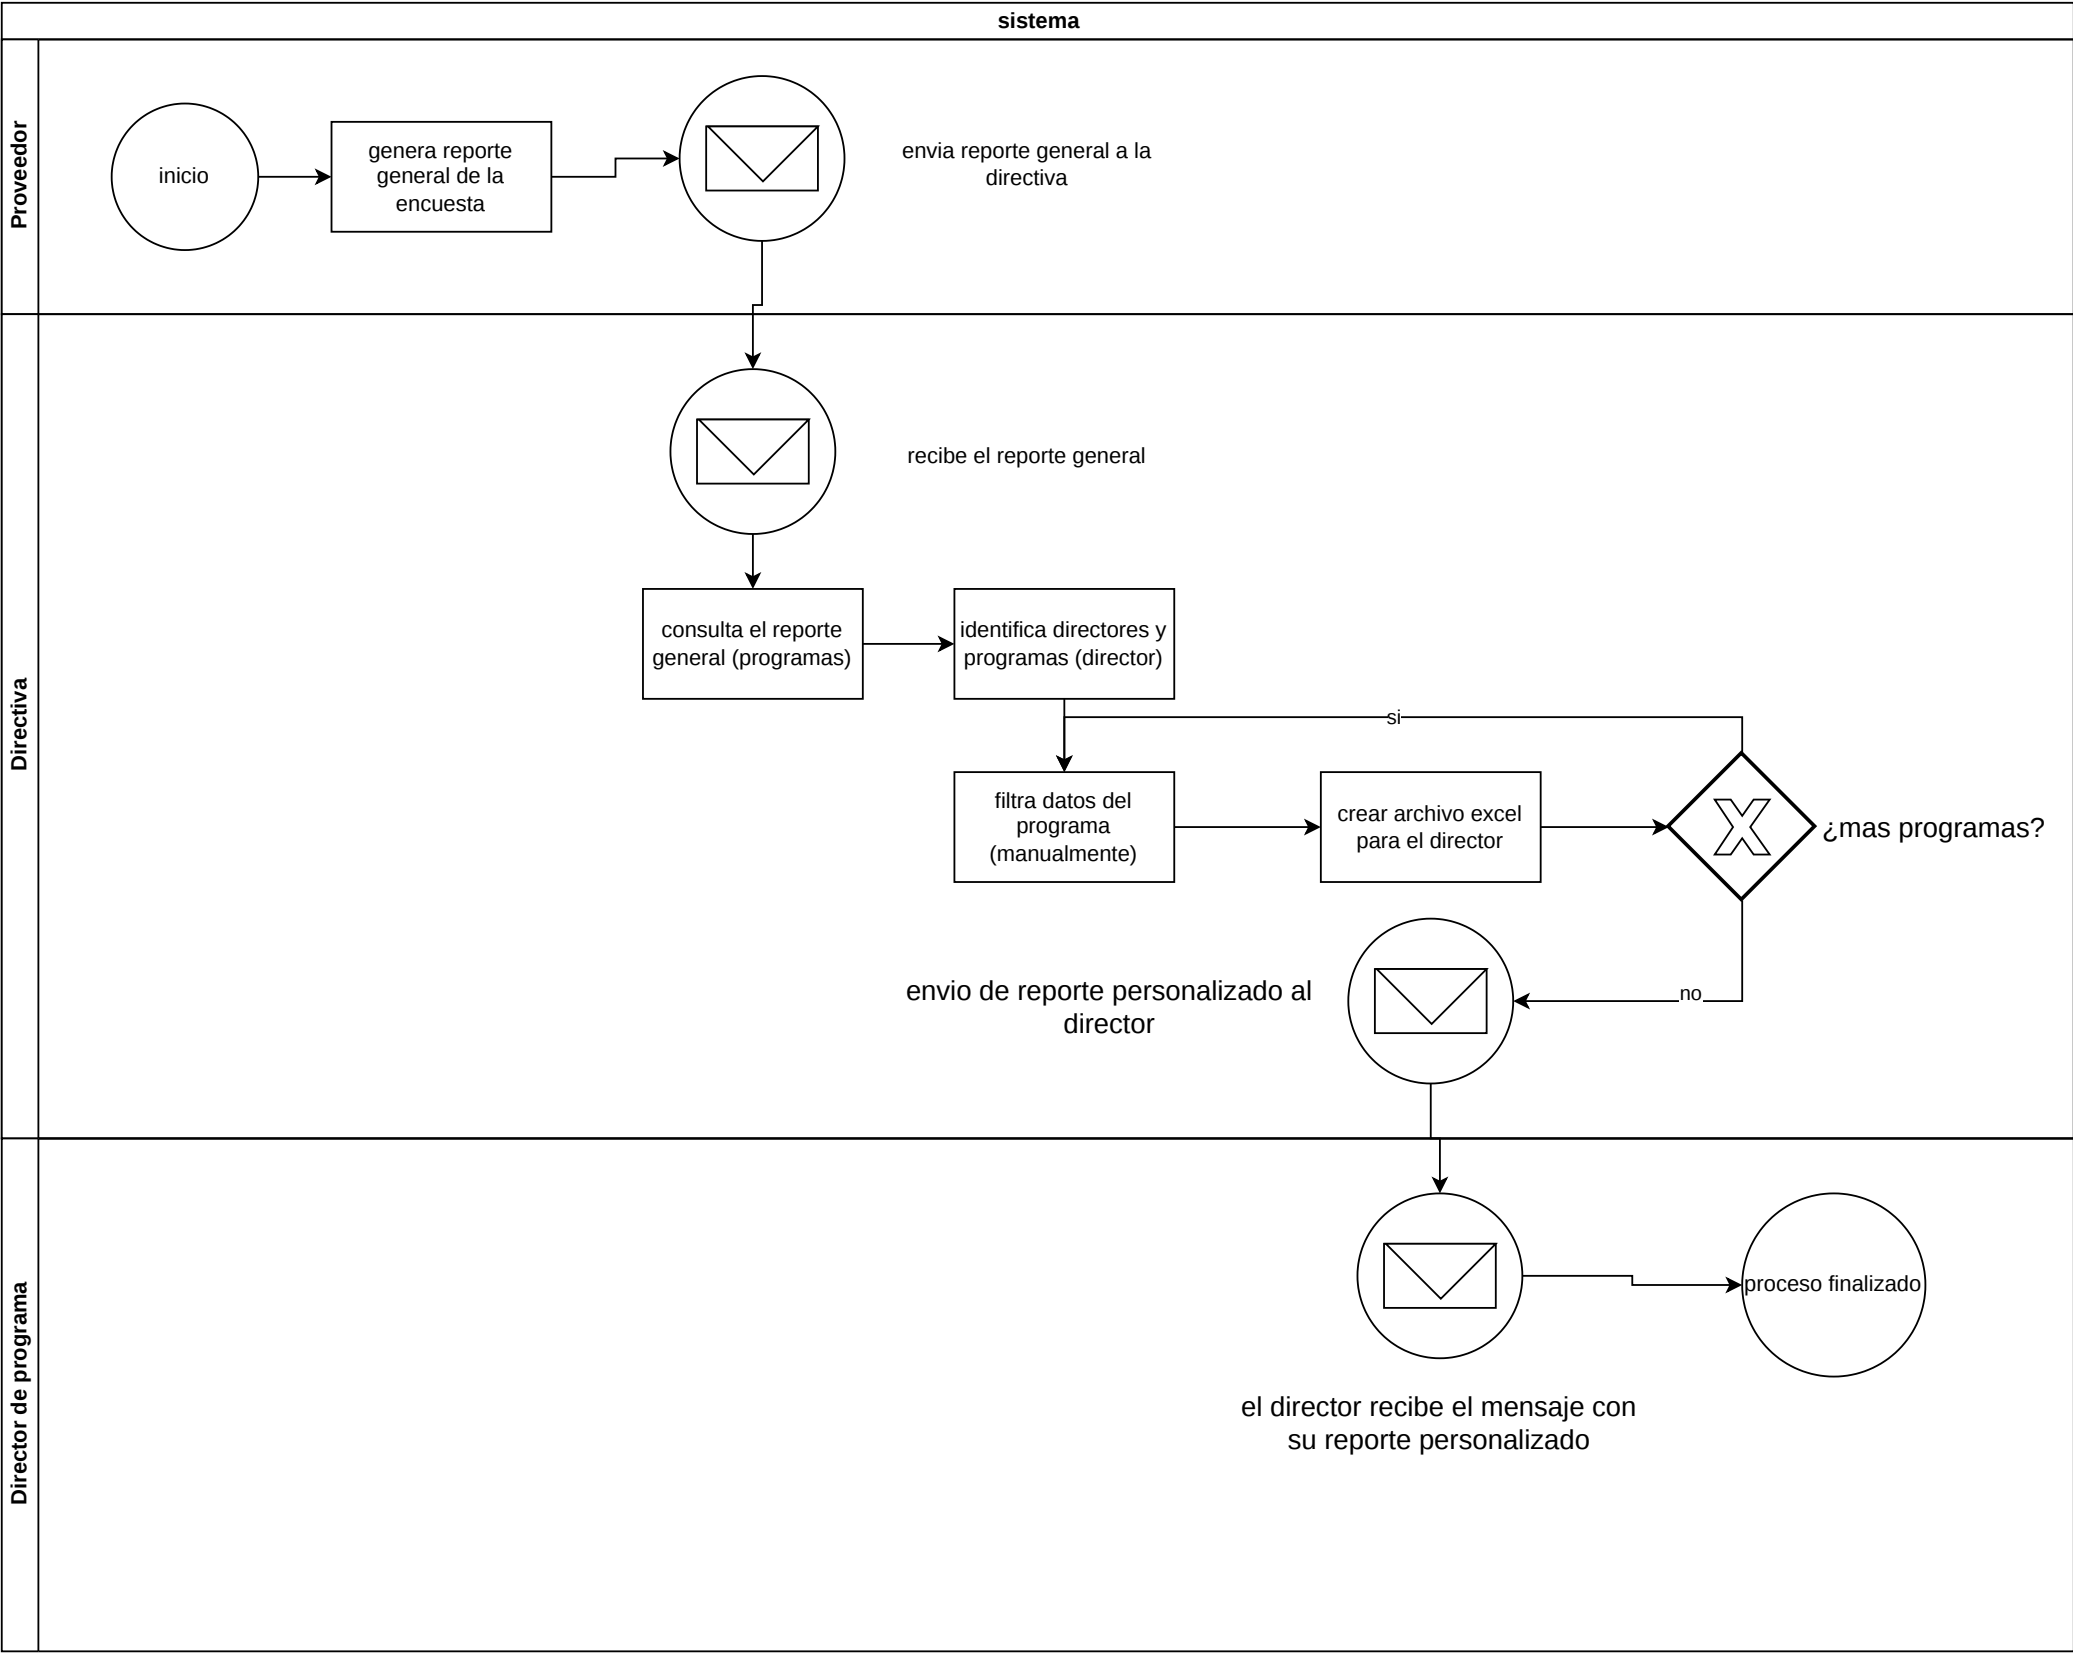 sistema
Proveedor
inicio
genera reporte
general de la
encuesta
envia reporte general a la
directiva
Directiva
recibe el reporte general
consulta el reporte
general (programas)
identifica directores y
programas (director)
si
filtra datos del
programa
(manualmente)
crear archivo excel
para el director
X
¿mas programas?
envio de reporte personalizado al
director
no
Director de programa
proceso finalizado
el director recibe el mensaje con
su reporte personalizado